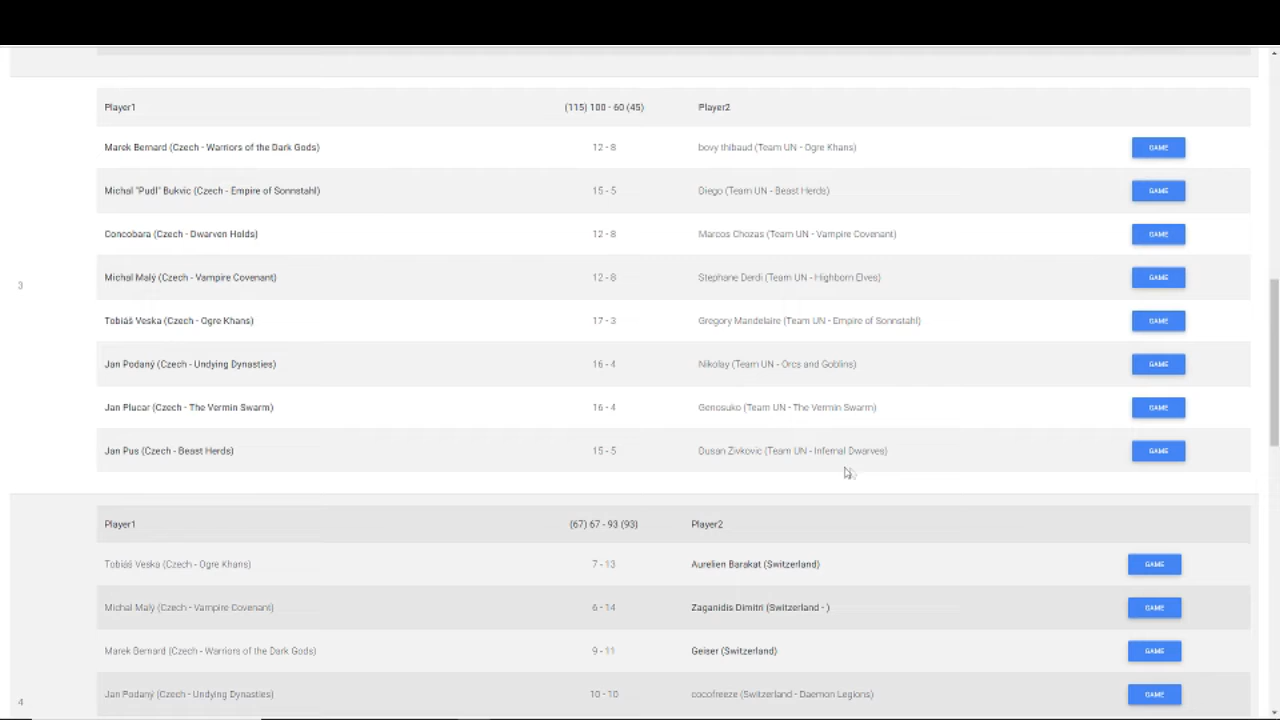 Player1 (115) 100 - 60 (45) Player2
Marek Bernard (Czech - Warriors of the Dark Gods) 12 - 8 bovy thibaud (Team UN - Ogre Khans) GAME
Michal "Pudl" Bukvic (Czech - Empire of Sonnstahl) 15 - 5 Diego (Team UN - Beast Herds) GAME
Concobara (Czech - Dwarven Holds) 12 - 8 Marcos Chozas (Team UN - Vampire Covenant) GAME
Michal Malý (Czech - Vampire Covenant) 12 - 8 Stephane Derdi (Team UN - Highborn Elves) GAME
3
Tobiáš Veska (Czech - Ogre Khans) 17 - 3 Gregory Mandelaire (Team UN - Empire of Sonnstahl) GAME
Jan Podaný (Czech - Undying Dynasties) 16 - 4 Nikolay (Team UN - Orcs and Goblins) GAME
Jan Plucar (Czech - The Vermin Swarm) 16 - 4 Genosuko (Team UN - The Vermin Swarm) GAME
Jan Pus (Czech - Beast Herds) 15 - 5 Dusan Zivkovic (Team UN - Infernal Dwarves) GAME
Player1 (67) 67 - 93 (93) Player2
Tobiáš Veska (Czech - Ogre Khans) 7 - 13 Aurelien Barakat (Switzerland) GAME
Michal Malý (Czech - Vampire Covenant) 6 - 14 Zaganidis Dimitri (Switzerland - ) GAME
Marek Bernard (Czech - Warriors of the Dark Gods) 9 - 11 Geiser (Switzerland) GAME
Jan Podaný (Czech - Undying Dynasties) 10 - 10 cocofreeze (Switzerland - Daemon Legions) GAME
4